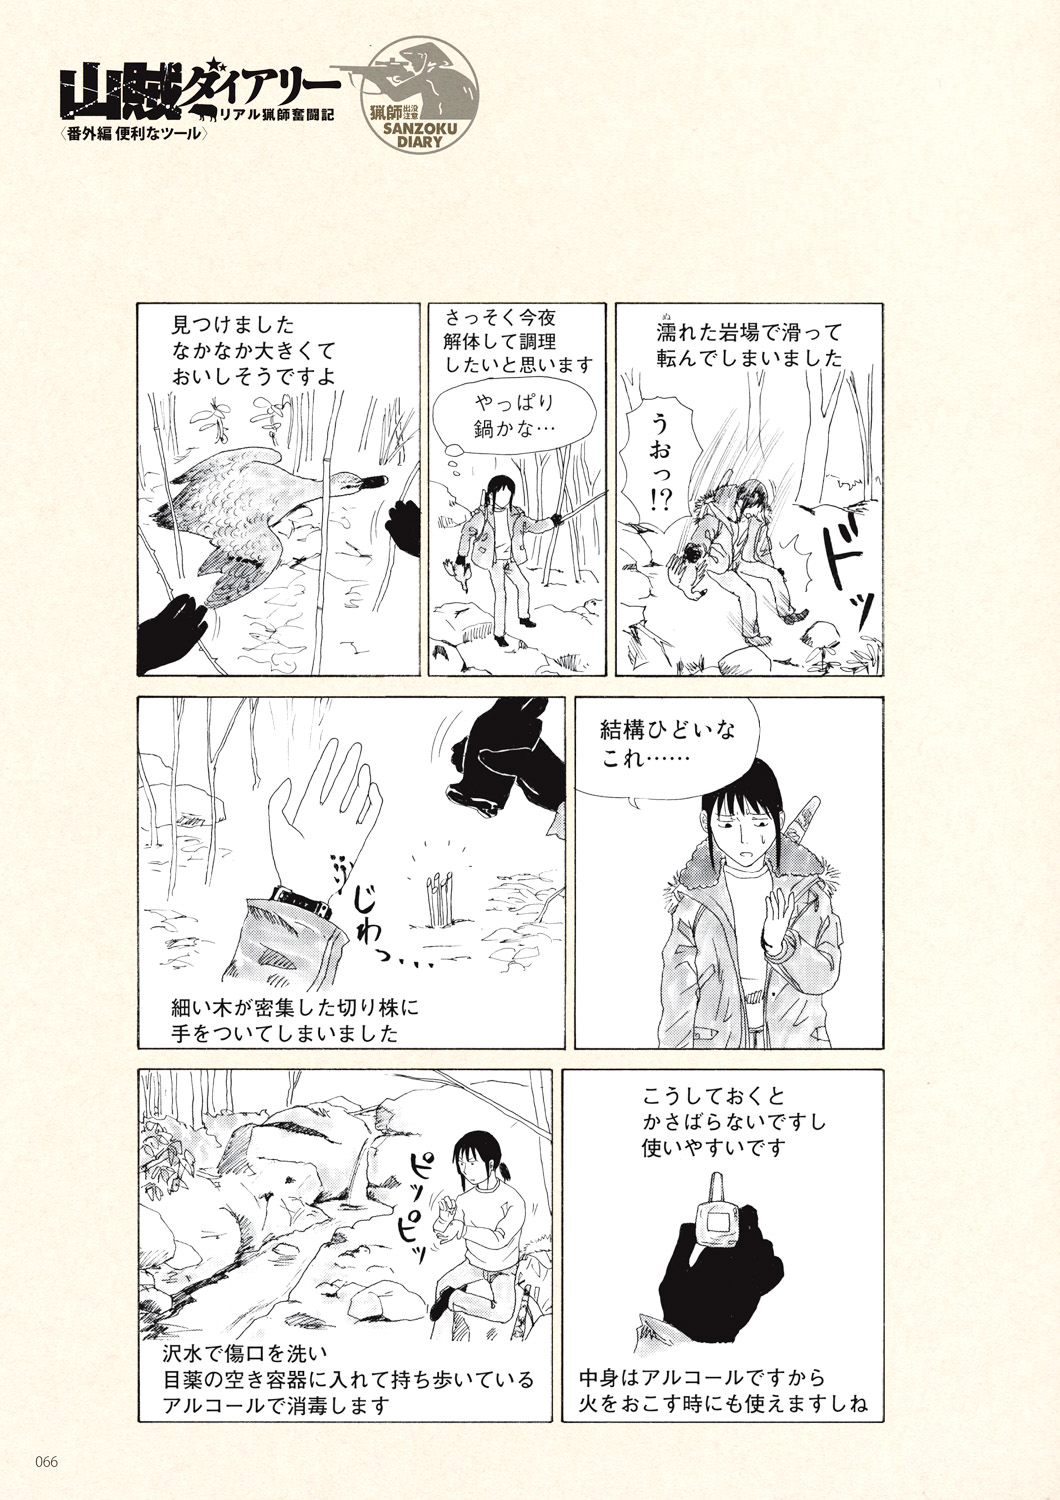 山賊ダイアリー
リアル猟師奮闘記
〈番外編 便利なツール〉
猟師出没注意
SANZOKU
DIARY
見つけました
なかなか大きくて
おいしそうですよ
さっそく今夜
解体して調理
したいと思います
やっぱり
鍋かな…
濡れた岩場で滑って
ぬ
転んでしまいました
うおっ!?
ドッ
じわっ...
細い木が密集した切り株に
手をついてしまいました
結構ひどいな
これ……
ピッピッ
沢水で傷口を洗い
目薬の空き容器に入れて持ち歩いている
アルコールで消毒します
こうしておくと
かさばらないですし
使いやすいです
中身はアルコールですから
火をおこす時にも使えますしね
066